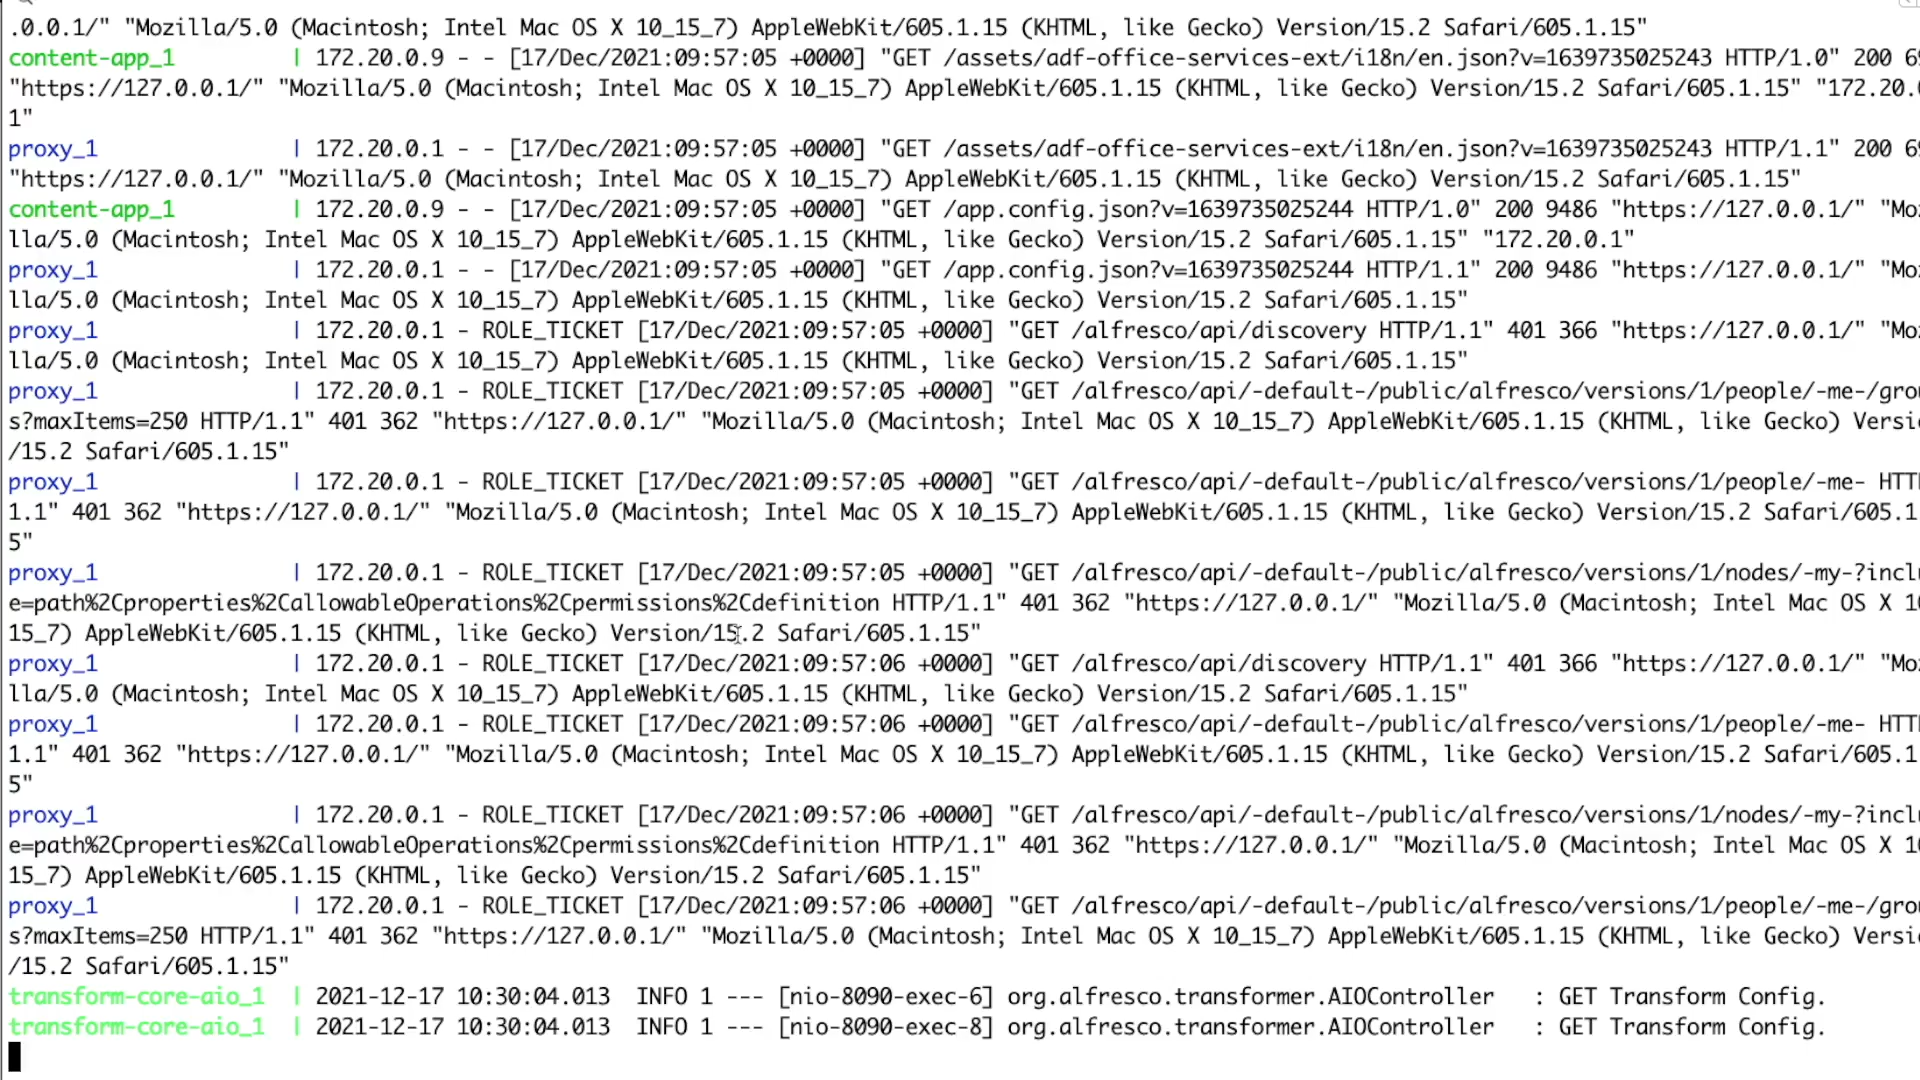 .0.0.1/" "Mozilla/5.0 (Macintosh; Intel Mac OS X 10_15_7) AppleWebKit/605.1.15 (KHTML, like Gecko) Version/15.2 Safari/605.1.15"
content-app_1 | 172.20.0.9 - - [17/Dec/2021:09:57:05 +0000] "GET /assets/adf-office-services-ext/i18n/en.json?v=1639735025243 HTTP/1.0" 200
"https://127.0.0.1/" "Mozilla/5.0 (Macintosh; Intel Mac OS X 10_15_7) AppleWebKit/605.1.15 (KHTML, like Gecko) Version/15.2 Safari/605.1.15" "172.20.
1"
proxy_1 | 172.20.0.1 - - [17/Dec/2021:09:57:05 +0000] "GET /assets/adf-office-services-ext/i18n/en.json?v=1639735025243 HTTP/1.1" 200
"https://127.0.0.1/" "Mozilla/5.0 (Macintosh; Intel Mac OS X 10_15_7) AppleWebKit/605.1.15 (KHTML, like Gecko) Version/15.2 Safari/605.1.15"
content-app_1 | 172.20.0.9 - - [17/Dec/2021:09:57:05 +0000] "GET /app.config.json?v=1639735025244 HTTP/1.0" 200 9486 "https://127.0.0.1/" "Mo
lla/5.0 (Macintosh; Intel Mac OS X 10_15_7) AppleWebKit/605.1.15 (KHTML, like Gecko) Version/15.2 Safari/605.1.15" "172.20.0.1"
proxy_1 | 172.20.0.1 - - [17/Dec/2021:09:57:05 +0000] "GET /app.config.json?v=1639735025244 HTTP/1.1" 200 9486 "https://127.0.0.1/" "Mo
lla/5.0 (Macintosh; Intel Mac OS X 10_15_7) AppleWebKit/605.1.15 (KHTML, like Gecko) Version/15.2 Safari/605.1.15"
proxy_1 | 172.20.0.1 - ROLE_TICKET [17/Dec/2021:09:57:05 +0000] "GET /alfresco/api/discovery HTTP/1.1" 401 366 "https://127.0.0.1/" "Mo
lla/5.0 (Macintosh; Intel Mac OS X 10_15_7) AppleWebKit/605.1.15 (KHTML, like Gecko) Version/15.2 Safari/605.1.15"
proxy_1 | 172.20.0.1 - ROLE_TICKET [17/Dec/2021:09:57:05 +0000] "GET /alfresco/api/-default-/public/alfresco/versions/1/people/-me-/grou
s?maxItems=250 HTTP/1.1" 401 362 "https://127.0.0.1/" "Mozilla/5.0 (Macintosh; Intel Mac OS X 10_15_7) AppleWebKit/605.1.15 (KHTML, like Gecko) Versi
/15.2 Safari/605.1.15"
proxy_1 | 172.20.0.1 - ROLE_TICKET [17/Dec/2021:09:57:05 +0000] "GET /alfresco/api/-default-/public/alfresco/versions/1/people/-me- HTT
1.1" 401 362 "https://127.0.0.1/" "Mozilla/5.0 (Macintosh; Intel Mac OS X 10_15_7) AppleWebKit/605.1.15 (KHTML, like Gecko) Version/15.2 Safari/605.1
5"
proxy_1 | 172.20.0.1 - ROLE_TICKET [17/Dec/2021:09:57:05 +0000] "GET /alfresco/api/-default-/public/alfresco/versions/1/nodes/-my-?inclu
e=path%2Cproperties%2CallowableOperations%2Cpermissions%2Cdefinition HTTP/1.1" 401 362 "https://127.0.0.1/" "Mozilla/5.0 (Macintosh; Intel Mac OS X 1
15_7) AppleWebKit/605.1.15 (KHTML, like Gecko) Version/15.2 Safari/605.1.15"
proxy_1 | 172.20.0.1 - ROLE_TICKET [17/Dec/2021:09:57:06 +0000] "GET /alfresco/api/discovery HTTP/1.1" 401 366 "https://127.0.0.1/" "Mo
lla/5.0 (Macintosh; Intel Mac OS X 10_15_7) AppleWebKit/605.1.15 (KHTML, like Gecko) Version/15.2 Safari/605.1.15"
proxy_1 | 172.20.0.1 - ROLE_TICKET [17/Dec/2021:09:57:06 +0000] "GET /alfresco/api/-default-/public/alfresco/versions/1/people/-me- HTT
1.1" 401 362 "https://127.0.0.1/" "Mozilla/5.0 (Macintosh; Intel Mac OS X 10_15_7) AppleWebKit/605.1.15 (KHTML, like Gecko) Version/15.2 Safari/605.1
5"
proxy_1 | 172.20.0.1 - ROLE_TICKET [17/Dec/2021:09:57:06 +0000] "GET /alfresco/api/-default-/public/alfresco/versions/1/nodes/-my-?inclu
e=path%2Cproperties%2CallowableOperations%2Cpermissions%2Cdefinition HTTP/1.1" 401 362 "https://127.0.0.1/" "Mozilla/5.0 (Macintosh; Intel Mac OS X 1
15_7) AppleWebKit/605.1.15 (KHTML, like Gecko) Version/15.2 Safari/605.1.15"
proxy_1 | 172.20.0.1 - ROLE_TICKET [17/Dec/2021:09:57:06 +0000] "GET /alfresco/api/-default-/public/alfresco/versions/1/people/-me-/grou
s?maxItems=250 HTTP/1.1" 401 362 "https://127.0.0.1/" "Mozilla/5.0 (Macintosh; Intel Mac OS X 10_15_7) AppleWebKit/605.1.15 (KHTML, like Gecko) Versi
/15.2 Safari/605.1.15"
transform-core-aio_1 | 2021-12-17 10:30:04.013 INFO 1 --- [nio-8090-exec-6] org.alfresco.transformer.AIOController : GET Transform Config.
transform-core-aio_1 | 2021-12-17 10:30:04.013 INFO 1 --- [nio-8090-exec-8] org.alfresco.transformer.AIOController : GET Transform Config.